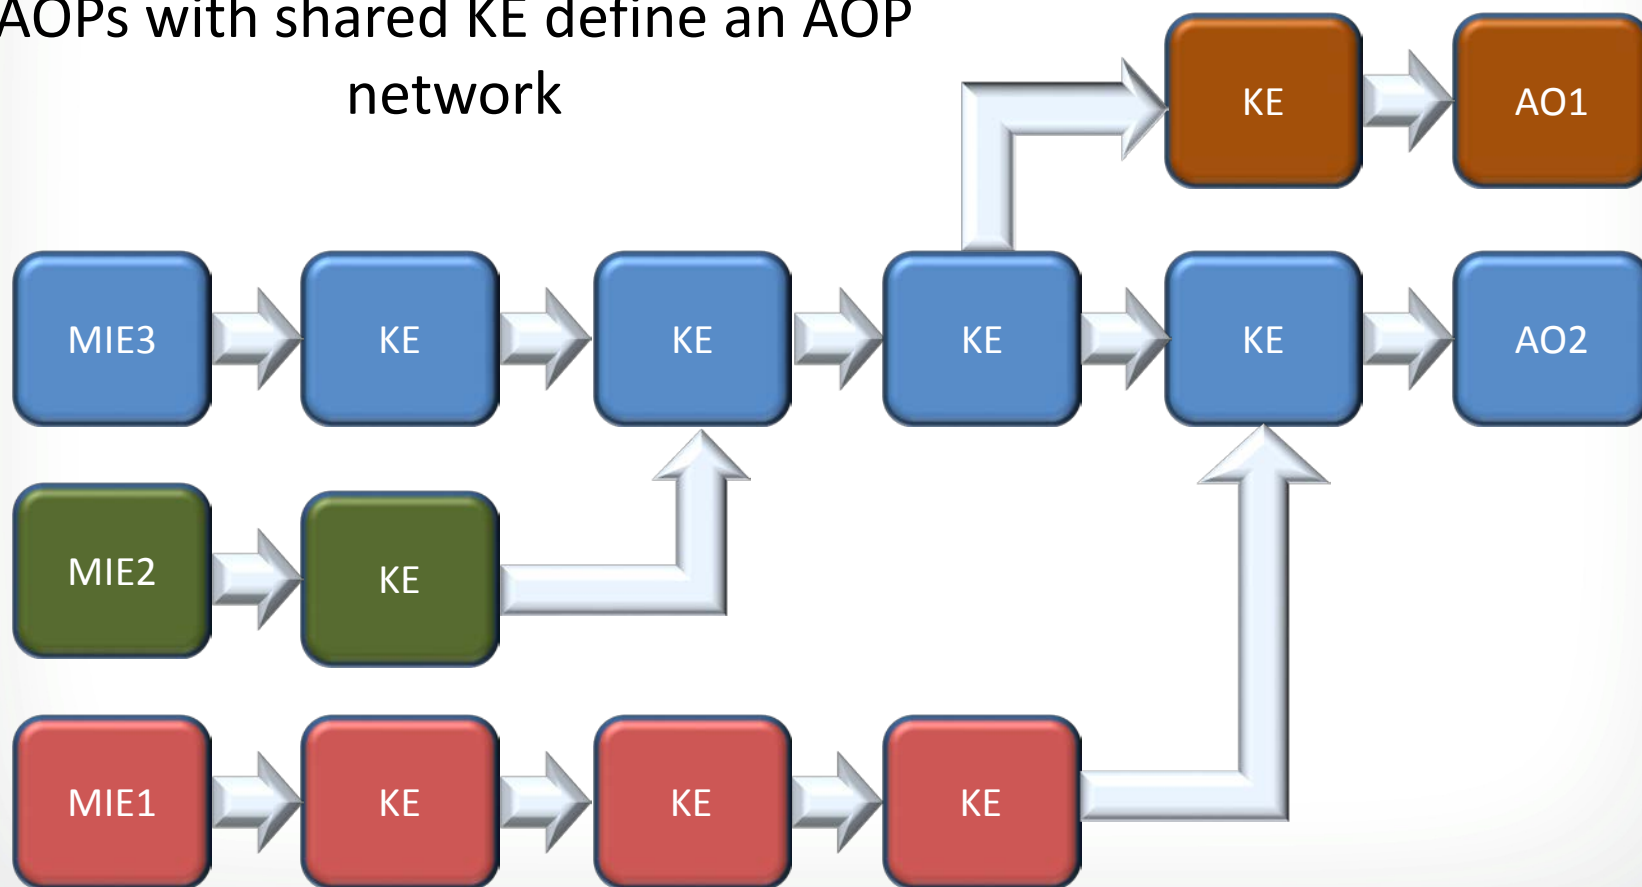 AOPs with shared KE define an AOP
network
KE AO1
MIE3 KE KE KE KE AO2
MIE2 KE
MIE1 KE KE KE